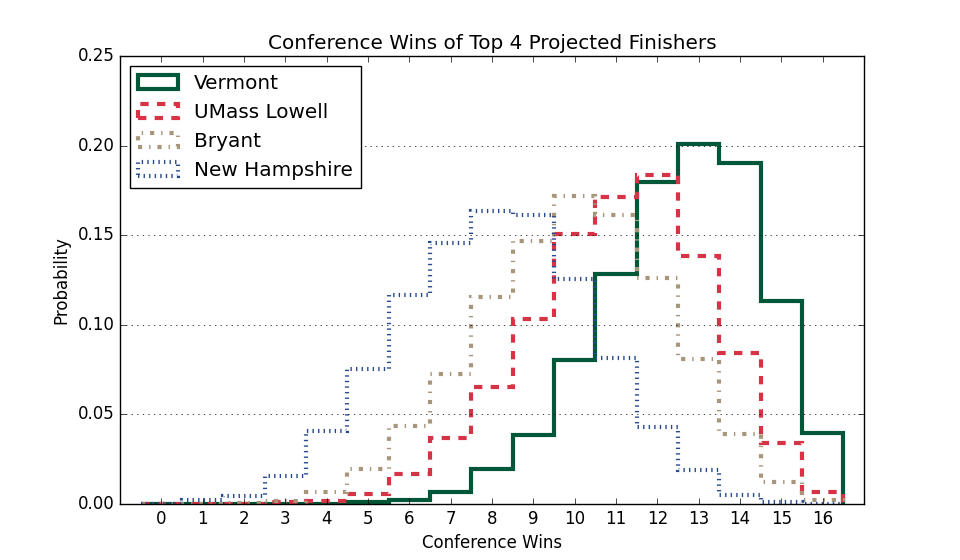 Conference Wins of Top 4 Projected Finishers
Vermont
UMass Lowell
Bryant
New Hampshire
Probability
0.25
0.20
0.15
0.10
0.05
0.00
0 1 2 3 4 5 6 7 8 9 10 11 12 13 14 15 16
Conference Wins